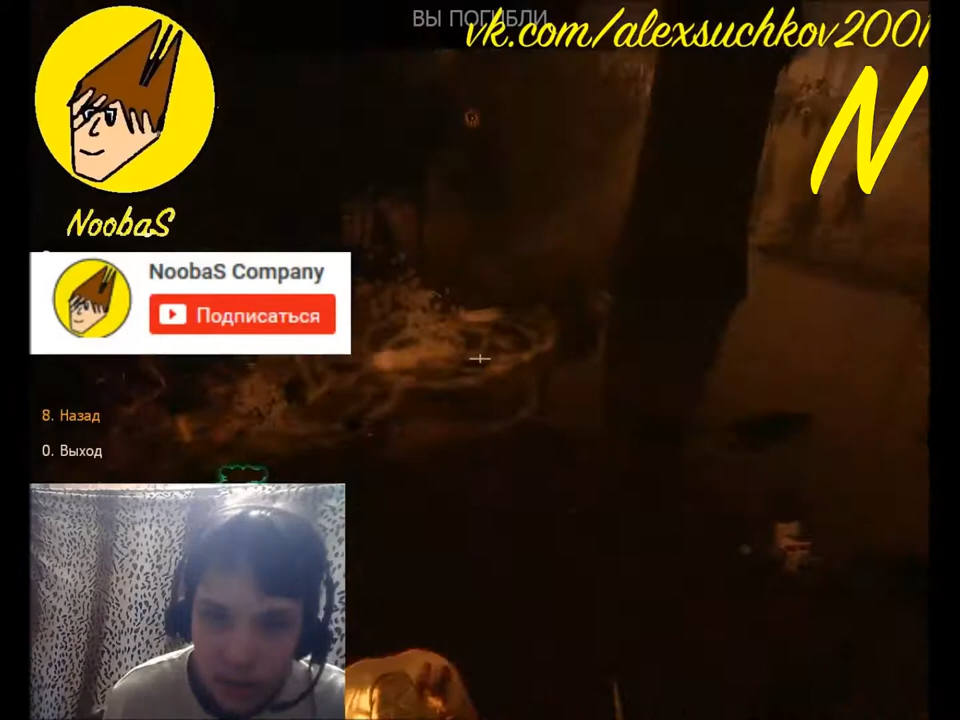 ВЫ ПОГИБЛИ
vk.com/alexsuchkov2001
N
NoobaS
NoobaS Company
Подписаться
8. Назад
0. Выход